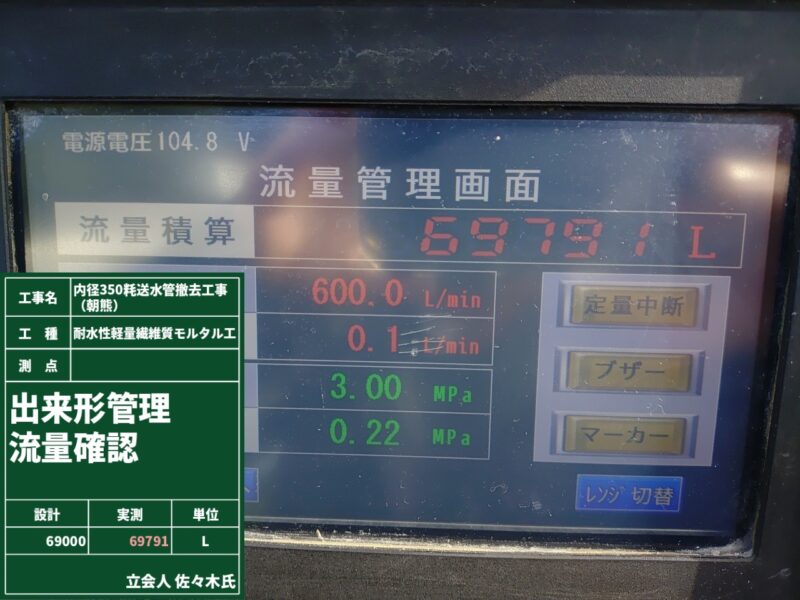 電源電圧104.8 V
流量管理画面
流量積算 69791 L
600.0 L/min
0.1 L/min
3.00 MPa
0.22 MPa
定量中断
ブザー
マーカー
ﾚﾝｼﾞ切替
工事名 内径350粍送水管撤去工事
（朝熊）
工 種 耐水性軽量繊維質モルタル工
測 点
出来形管理
流量確認
設計 実測 単位
69000 69791 L
立会人 佐々木氏